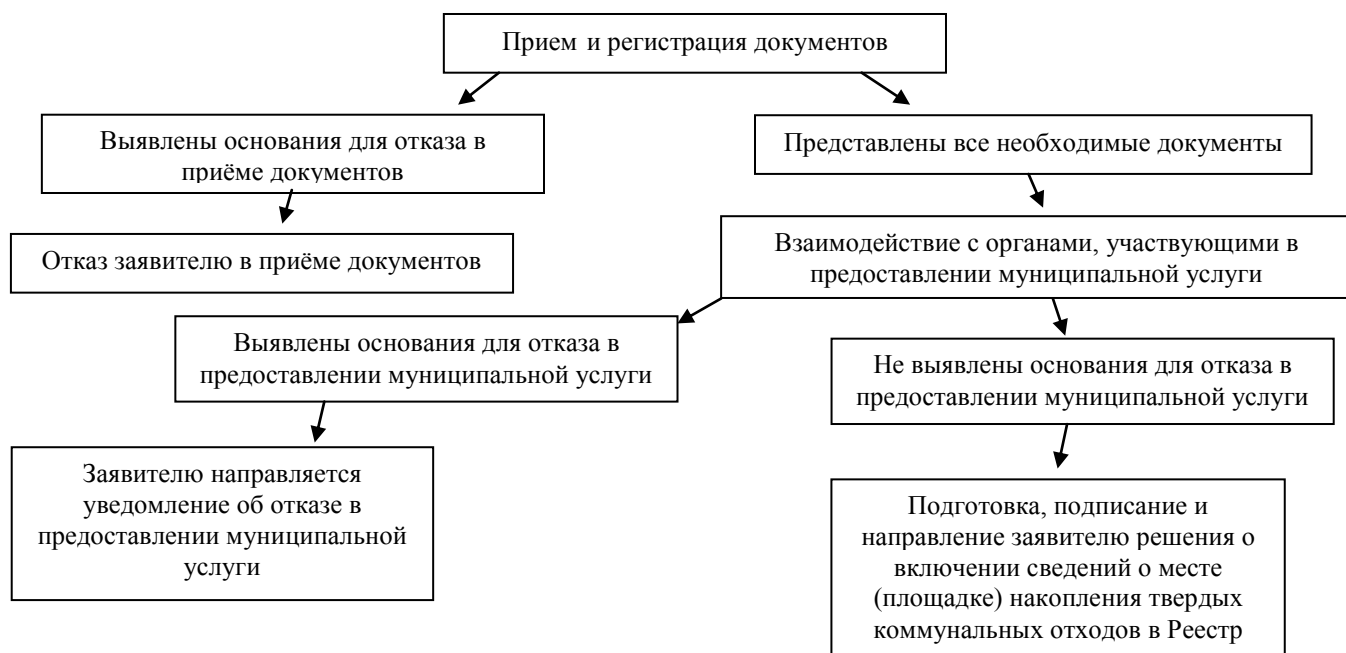 Прием и регистрация документов
Выявлены основания для отказа в
приёме документов
Представлены все необходимые документы
Отказ заявителю в приёме документов
Взаимодействие с органами, участвующими в
предоставлении муниципальной услуги
Выявлены основания для отказа в
предоставлении муниципальной услуги
Не выявлены основания для отказа в
предоставлении муниципальной услуги
Заявителю направляется
уведомление об отказе в
предоставлении муниципальной
услуги
Подготовка, подписание и
направление заявителю решения о
включении сведений о месте
(площадке) накопления твердых
коммунальных отходов в Реестр